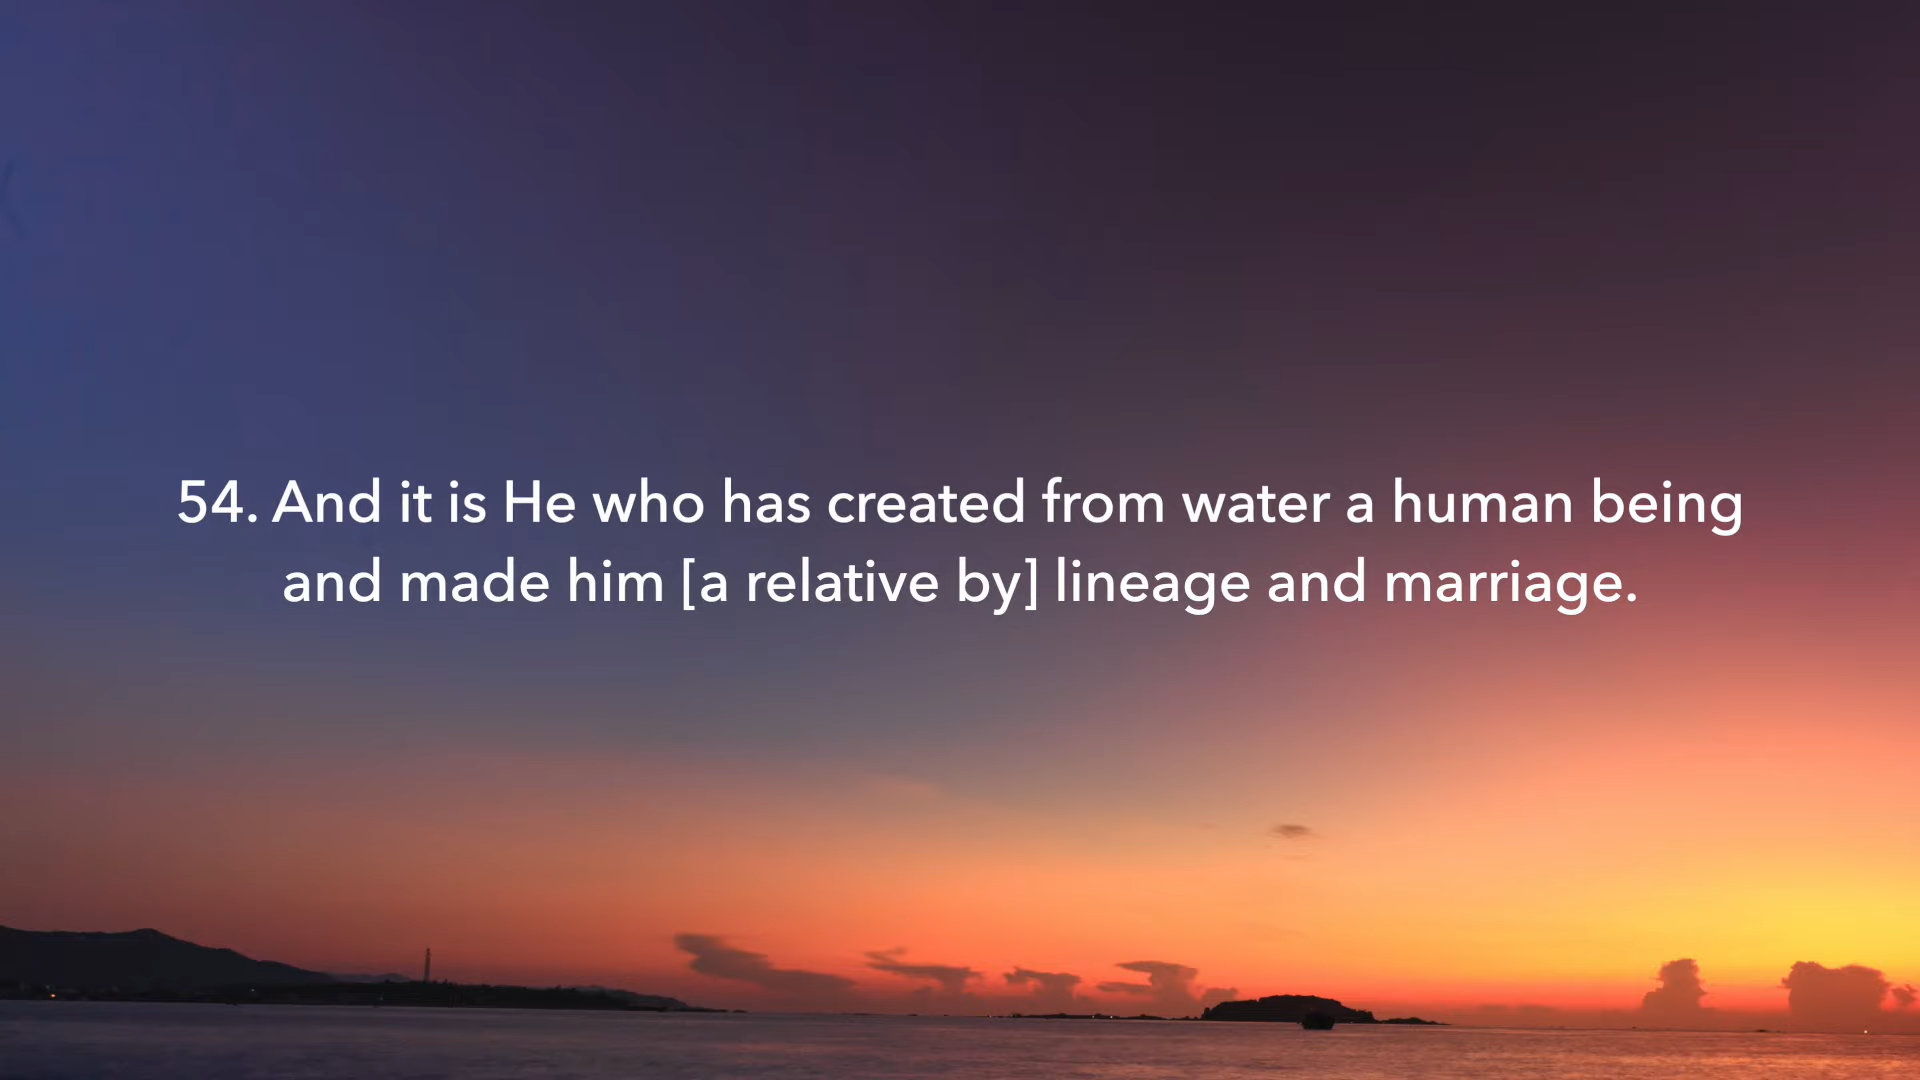 54. And it is He who has created from water a human being
and made him [a relative by] lineage and marriage.